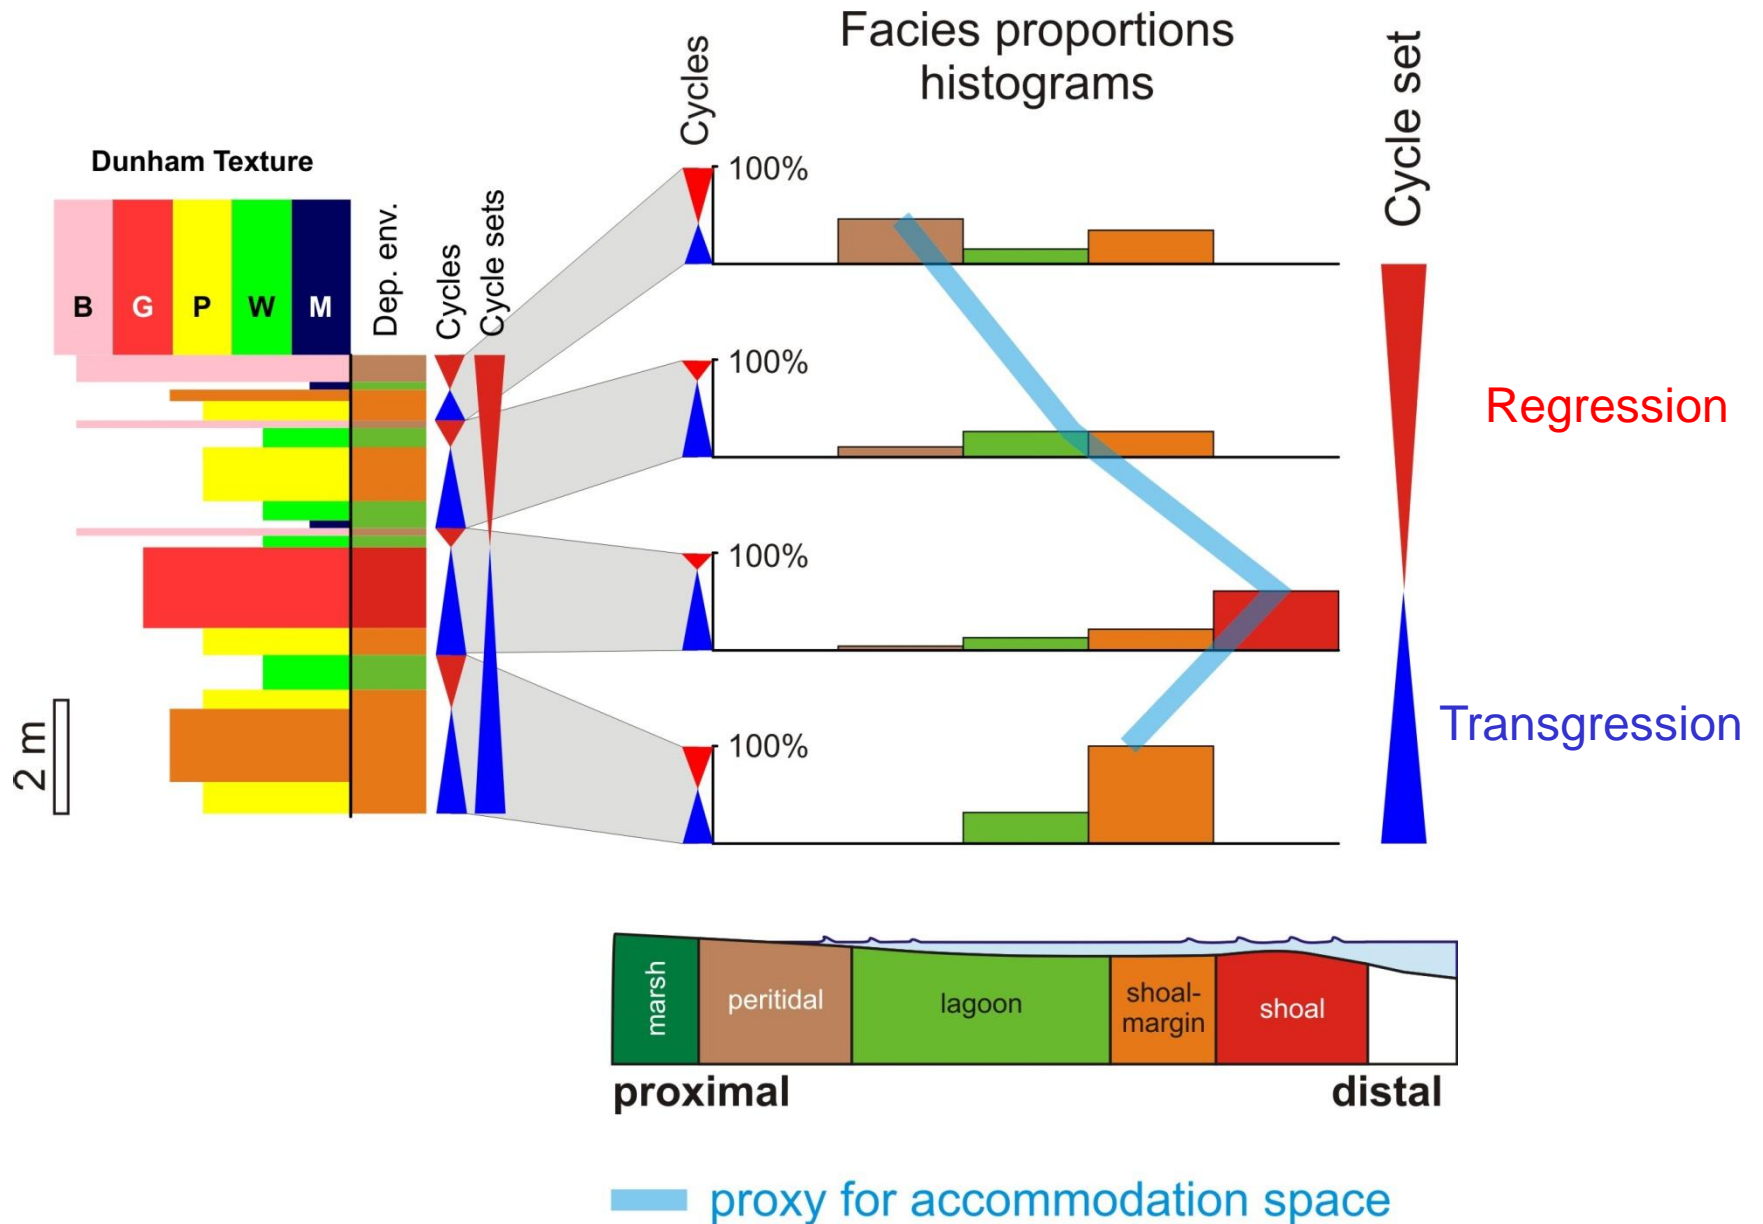 Facies proportions
histograms
Cycles
Cycle set
Dunham Texture
B G P W M
Dep. env.
Cycles
Cycle sets
100%
100%
100%
100%
Regression
Transgression
2 m
marsh
peritidal
lagoon
shoal-
margin
shoal
proximal
distal
proxy for accommodation space